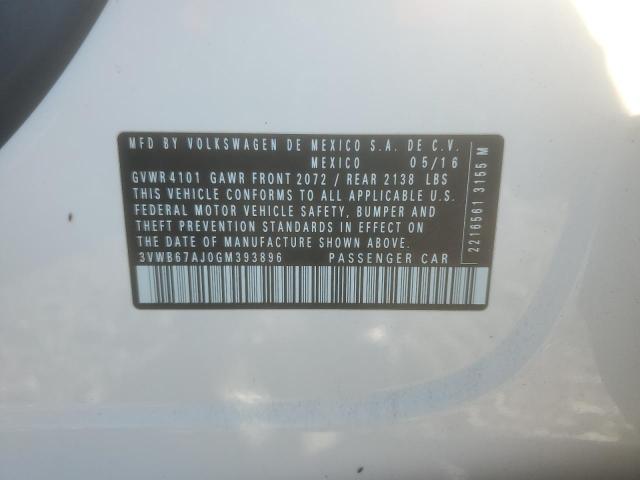 MFD BY VOLKSWAGEN DE MEXICO S.A. DE C.V.
MEXICO 05/16
GVWR 4101 GAWR FRONT 2072 / REAR 2138 LBS
THIS VEHICLE CONFORMS TO ALL APPLICABLE U.S.
FEDERAL MOTOR VEHICLE SAFETY, BUMPER AND
THEFT PREVENTION STANDARDS IN EFFECT ON
THE DATE OF MANUFACTURE SHOWN ABOVE.
3VWB67AJ0GM393896 PASSENGER CAR
2216561 3155 M